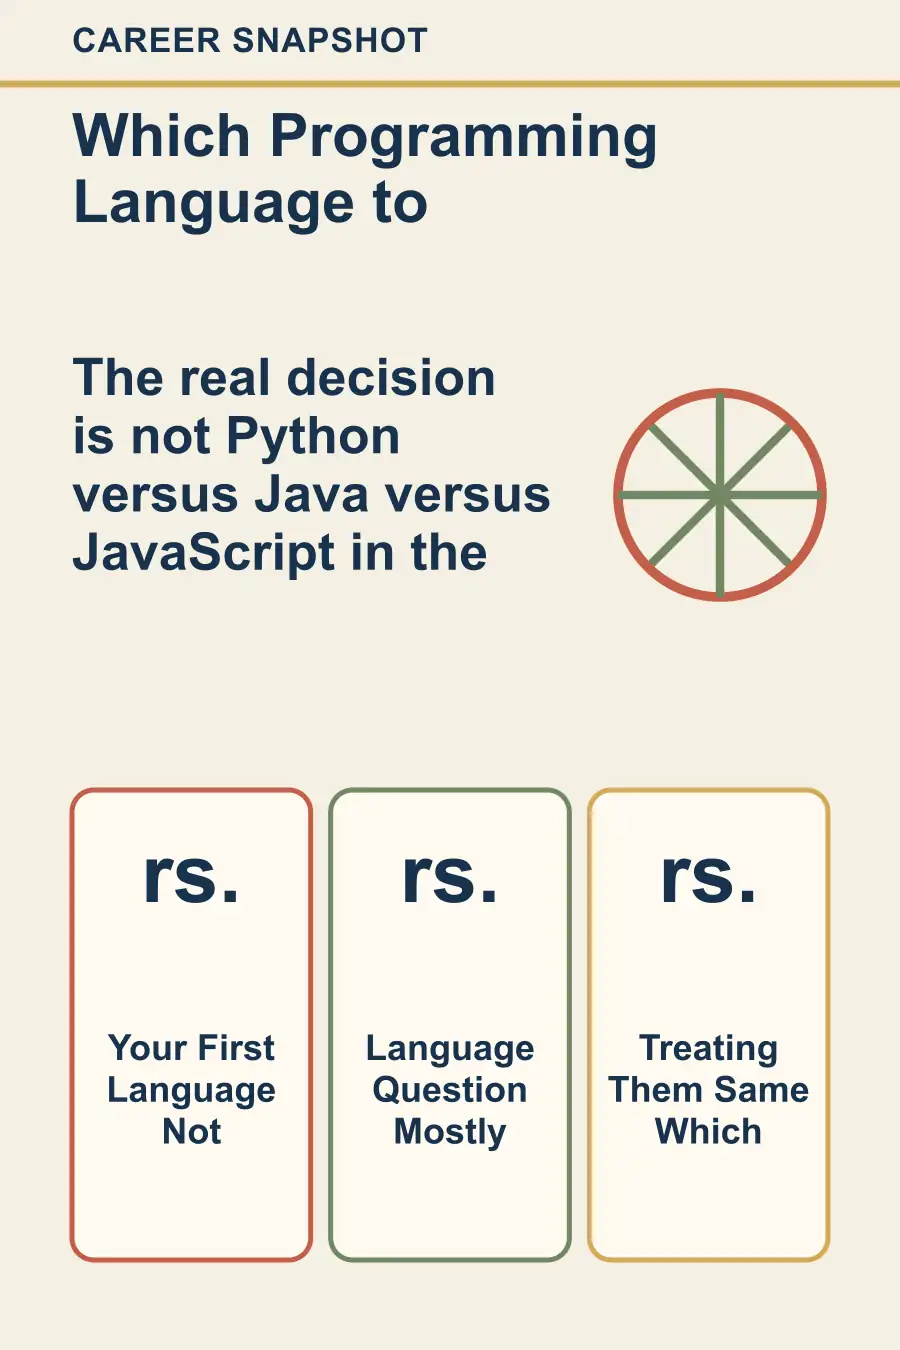 CAREER SNAPSHOT
Which Programming
Language to
The real decision
is not Python
versus Java versus
JavaScript in the
rs.
Your First
Language
Not
rs.
Language
Question
Mostly
rs.
Treating
Them Same
Which